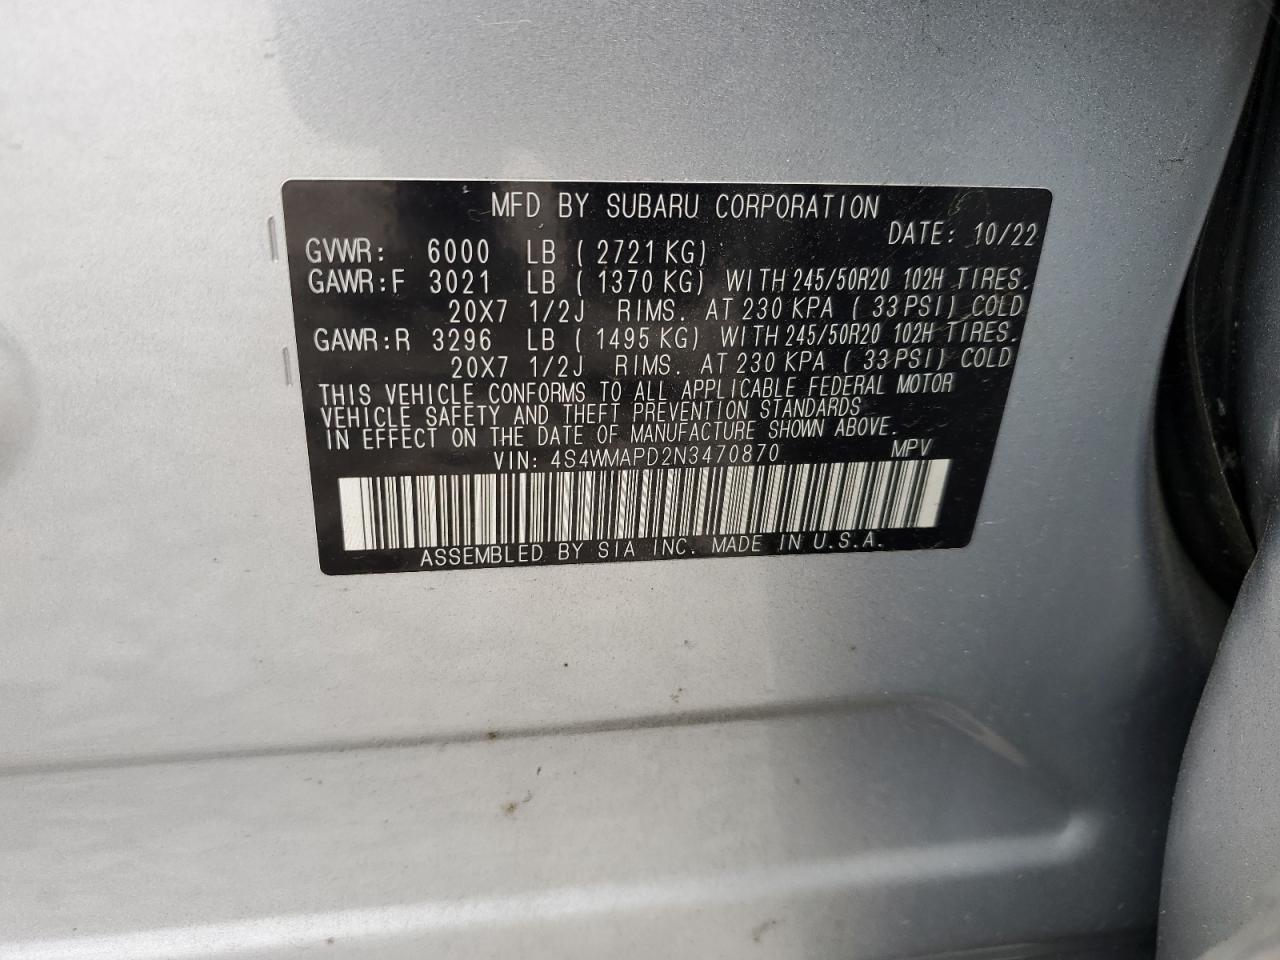 MFD BY SUBARU CORPORATION
DATE: 10/22
GVWR: 6000 LB ( 2721 KG)
GAWR:F 3021 LB ( 1370 KG) WITH 245/50R20 102H TIRES.
20X7 1/2J RIMS. AT 230 KPA ( 33 PSI) COLD
GAWR:R 3296 LB ( 1495 KG) WITH 245/50R20 102H TIRES.
20X7 1/2J RIMS. AT 230 KPA ( 33 PSI) COLD
THIS VEHICLE CONFORMS TO ALL APPLICABLE FEDERAL MOTOR
VEHICLE SAFETY AND THEFT PREVENTION STANDARDS
IN EFFECT ON THE DATE OF MANUFACTURE SHOWN ABOVE.
VIN: 4S4WMAPD2N3470870 MPV
ASSEMBLED BY SIA INC. MADE IN U.S.A.